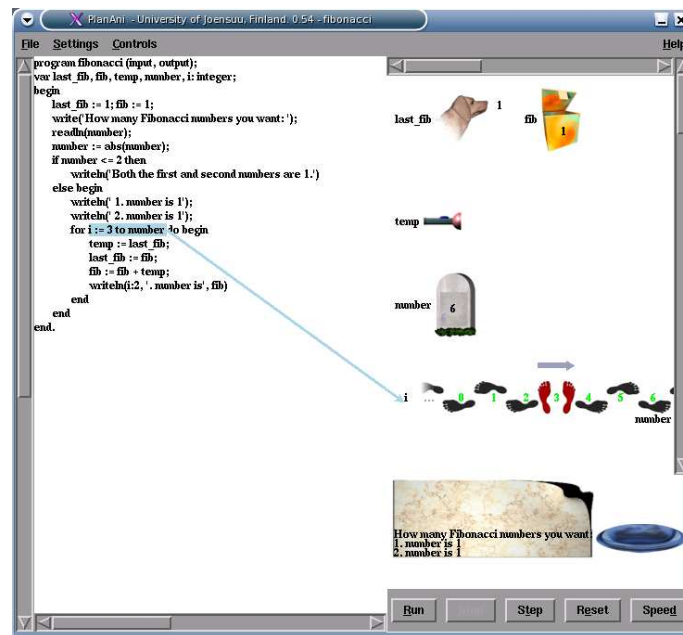 PlanAni - University of Joensuu, Finland. 0.54 - fibonacci
File Settings Controls Help
program fibonacci (input, output);
var last_fib, fib, temp, number, i: integer;
begin
last_fib := 1; fib := 1;
write('How many Fibonacci numbers you want: ');
readln(number);
number := abs(number);
if number <= 2 then
writeln('Both the first and second numbers are 1.')
else begin
writeln(' 1. number is 1');
writeln(' 2. number is 1');
for i := 3 to number do begin
temp := last_fib;
last_fib := fib;
fib := fib + temp;
writeln(i:2, '. number is', fib)
end
end
end.
last_fib 1 fib 1
temp
number 6
i ... 0 1 2 3 4 5 6
number
How many Fibonacci numbers you want:
1. number is 1
2. number is 1
Run Step Reset Speed